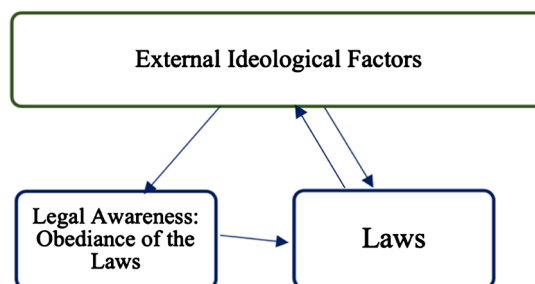 External Ideological Factors
Legal Awareness:
Obediance of the
Laws
Laws